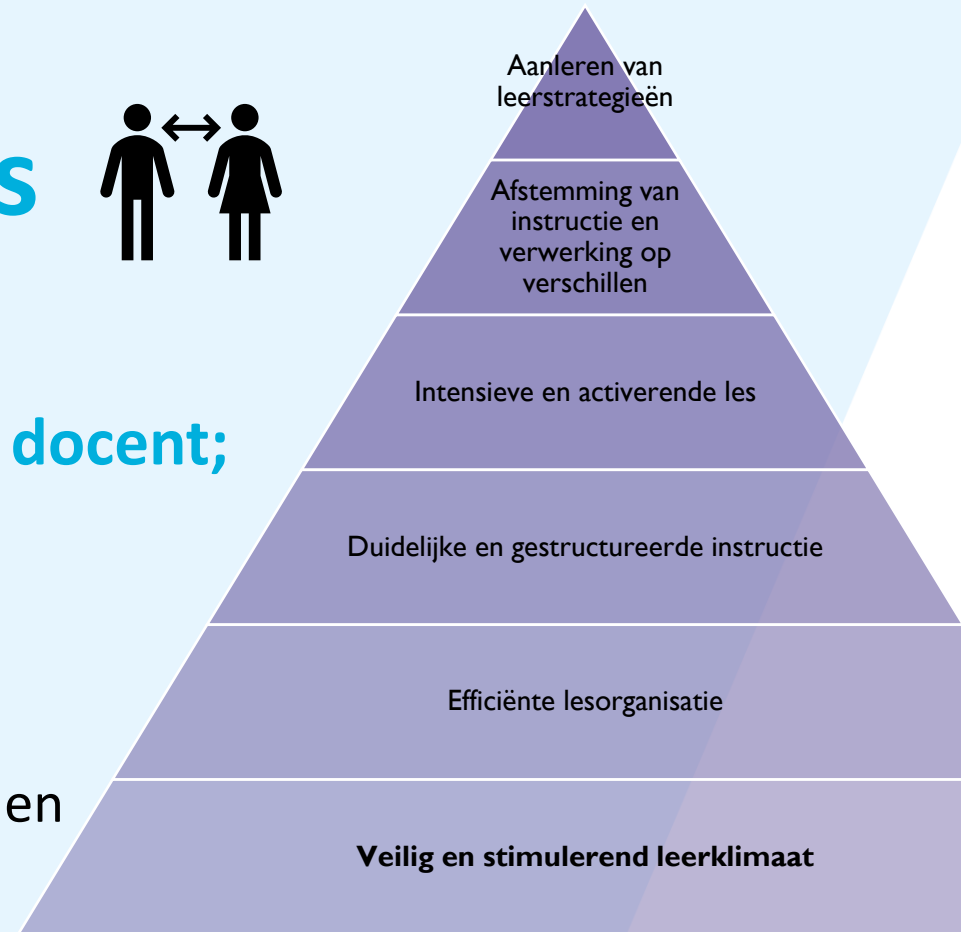 s
docent;
en
Aanleren van
leerstrategieën
Afstemming van
instructie en
verwerking op
verschillen
Intensieve en activerende les
Duidelijke en gestructureerde instructie
Efficiënte lesorganisatie
Veilig en stimulerend leerklimaat